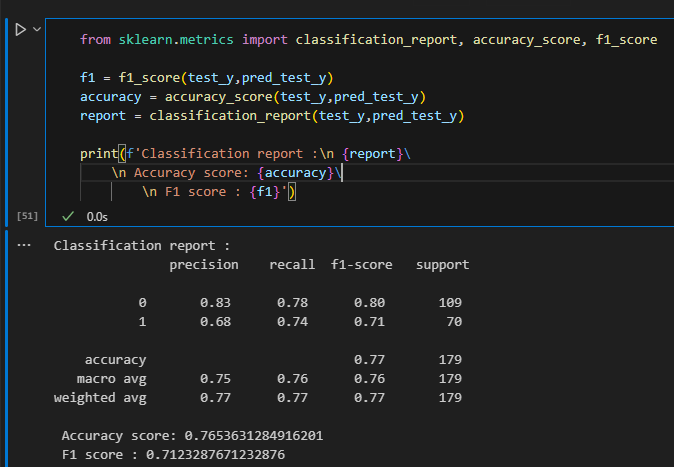 from sklearn.metrics import classification_report, accuracy_score, f1_score
f1 = f1_score(test_y,pred_test_y)
accuracy = accuracy_score(test_y,pred_test_y)
report = classification_report(test_y,pred_test_y)
print(f'Classification report :\n {report}\
\n Accuracy score: {accuracy}\
\n F1 score : {f1}')
[51] 0.0s
... Classification report :
precision recall f1-score support
0 0.83 0.78 0.80 109
1 0.68 0.74 0.71 70
accuracy 0.77 179
macro avg 0.75 0.76 0.76 179
weighted avg 0.77 0.77 0.77 179
Accuracy score: 0.7653631284916201
F1 score : 0.7123287671232876